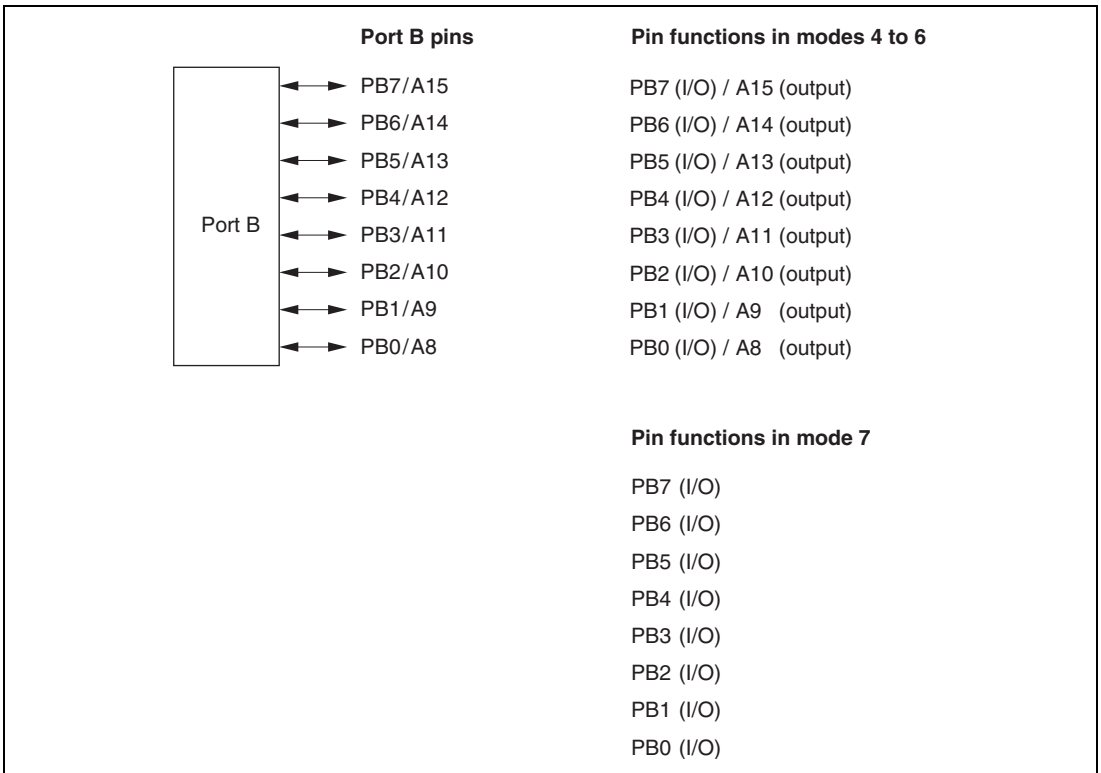 Port B pins
Pin functions in modes 4 to 6
Port B
PB7/A15
PB7 (I/O) / A15 (output)
PB6/A14
PB6 (I/O) / A14 (output)
PB5/A13
PB5 (I/O) / A13 (output)
PB4/A12
PB4 (I/O) / A12 (output)
PB3/A11
PB3 (I/O) / A11 (output)
PB2/A10
PB2 (I/O) / A10 (output)
PB1/A9
PB1 (I/O) / A9 (output)
PB0/A8
PB0 (I/O) / A8 (output)
Pin functions in mode 7
PB7 (I/O)
PB6 (I/O)
PB5 (I/O)
PB4 (I/O)
PB3 (I/O)
PB2 (I/O)
PB1 (I/O)
PB0 (I/O)